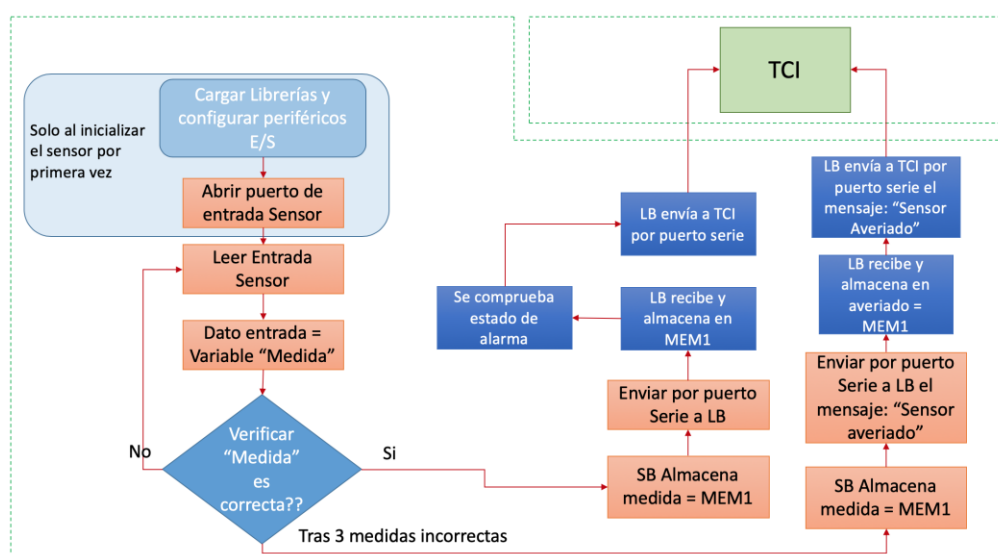 TCI
Cargar Librerías y
configurar periféricos
E/S
Solo al inicializar
el sensor por
primera vez
Abrir puerto de
entrada Sensor
Leer Entrada
Sensor
Dato entrada =
Variable “Medida”
Verificar
“Medida”
es
correcta??
No
Si
Tras 3 medidas incorrectas
LB envía a TCI
por puerto serie
Se comprueba
estado de
alarma
LB recibe y
almacena en
MEM1
Enviar por puerto
Serie a LB
SB Almacena
medida = MEM1
LB envía a TCI por
puerto serie el
mensaje: “Sensor
Averiado”
LB recibe y
almacena en
averiado =
MEM1
Enviar por puerto
Serie a LB el
mensaje: “Sensor
averiado”
SB Almacena
medida = MEM1